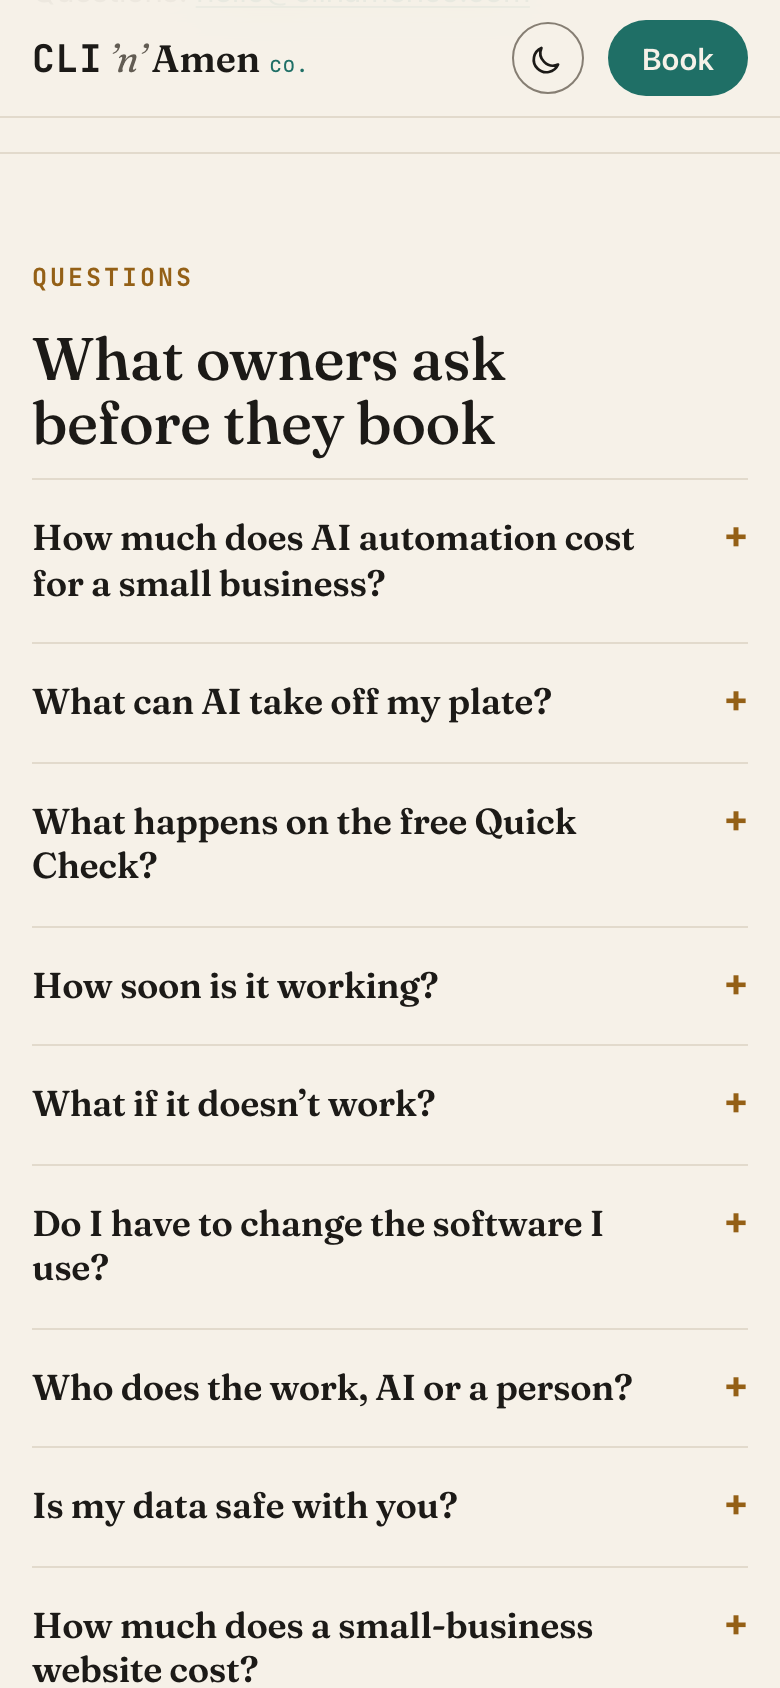 CLI ’n’ Amen co.
Book
QUESTIONS
What owners ask
before they book
How much does AI automation cost
for a small business?
+
What can AI take off my plate?
+
What happens on the free Quick
Check?
+
How soon is it working?
+
What if it doesn’t work?
+
Do I have to change the software I
use?
+
Who does the work, AI or a person?
+
Is my data safe with you?
+
How much does a small-business
website cost?
+